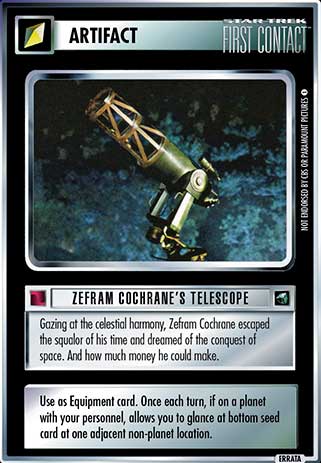 ARTIFACT
STAR TREK
FIRST CONTACT
NOT ENDORSED BY CBS OR PARAMOUNT PICTURES
ZEFRAM COCHRANE'S TELESCOPE
Gazing at the celestial harmony, Zefram Cochrane escaped
the squalor of his time and dreamed of the conquest of
space. And how much money he could make.
Use as Equipment card. Once each turn, if on a planet
with your personnel, allows you to glance at bottom seed
card at one adjacent non-planet location.
ERRATA